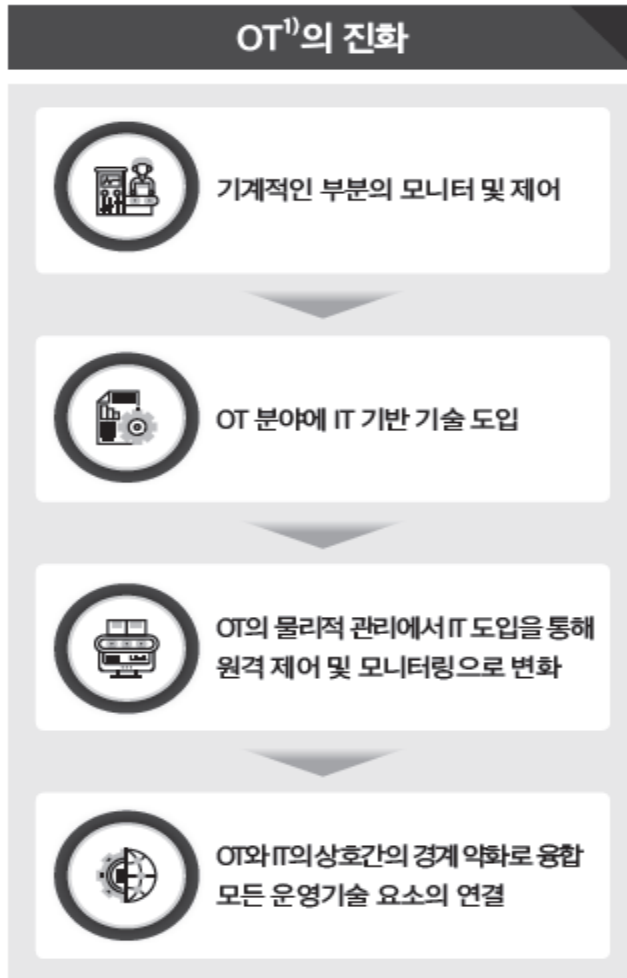 OT¹⁾의 진화
기계적인 부분의 모니터 및 제어
OT 분야에 IT 기반 기술 도입
OT의 물리적 관리에서 IT 도입을 통해
원격 제어 및 모니터링으로 변화
OT와 IT의 상호간의 경계 약화로 융합
모든 운영기술 요소의 연결